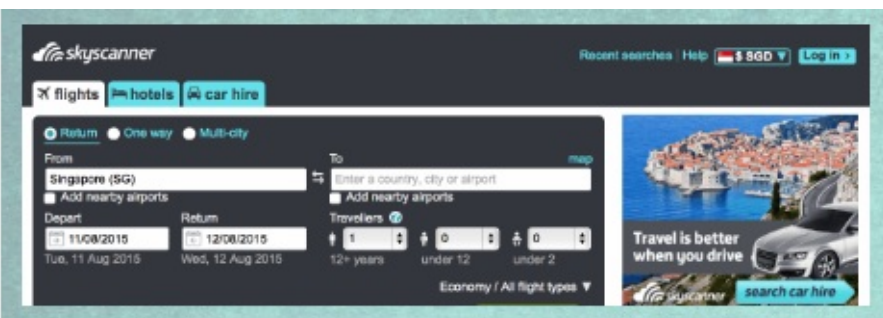 skyscanner
Recent searches Help $ SGD Log in
flights hotels car hire
Return One way Multi-city
From To map
Singapore (SG) Enter a country, city or airport
Add nearby airports Add nearby airports
Depart Return Travellers ?
11/08/2015 12/08/2015 1 0 0
Tue, 11 Aug 2015 Wed, 12 Aug 2015 12+ years under 12 under 2
Economy / All flight types
Travel is better
when you drive
skyscanner search car hire